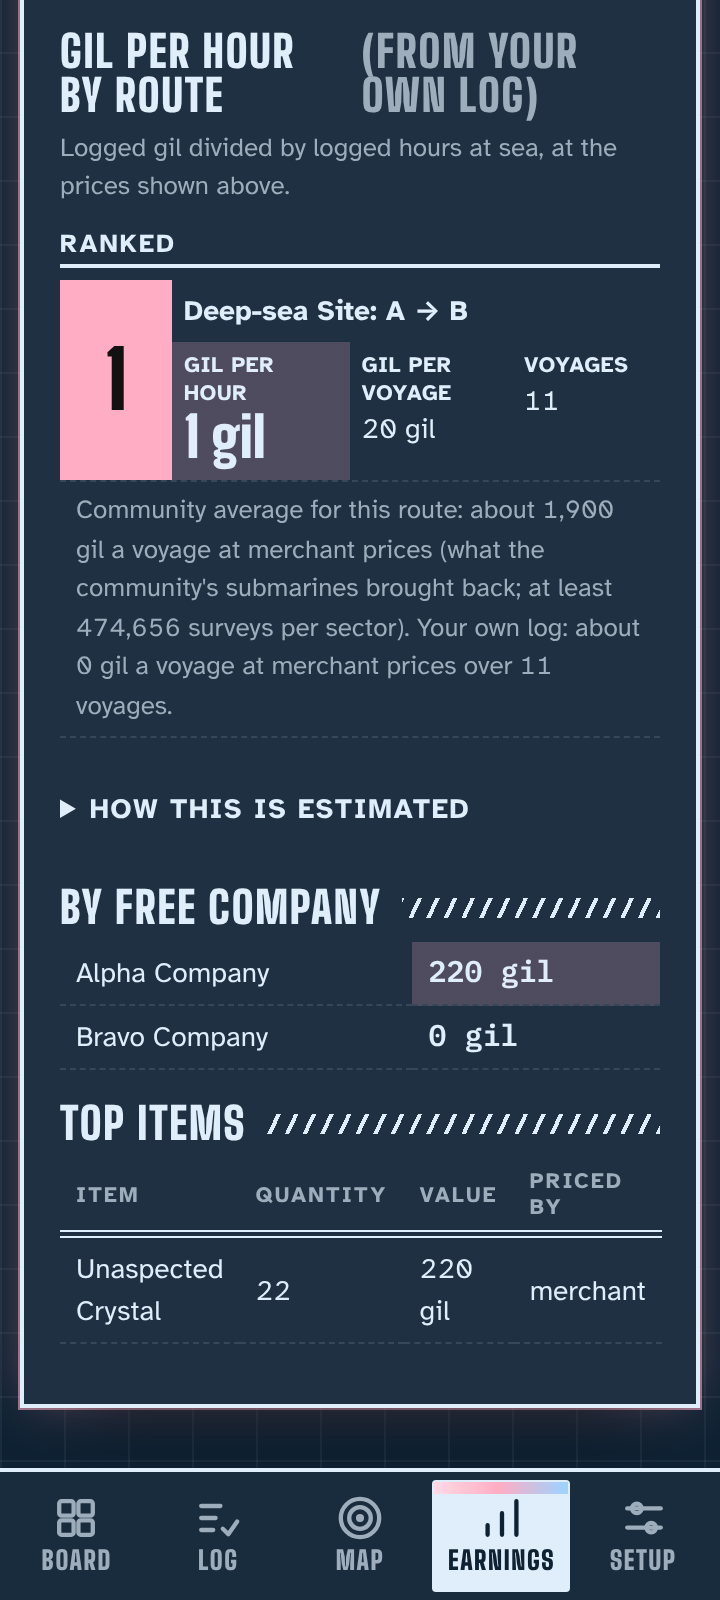 GIL PER HOUR BY ROUTE (FROM YOUR OWN LOG)
Logged gil divided by logged hours at sea, at the
prices shown above.
RANKED
1
Deep-sea Site: A → B
GIL PER HOUR
1 gil
GIL PER VOYAGE
20 gil
VOYAGES
11
Community average for this route: about 1,900
gil a voyage at merchant prices (what the
community's submarines brought back; at least
474,656 surveys per sector). Your own log: about
0 gil a voyage at merchant prices over 11
voyages.
▶ HOW THIS IS ESTIMATED
BY FREE COMPANY
Alpha Company 220 gil
Bravo Company 0 gil
TOP ITEMS
ITEM QUANTITY VALUE PRICED BY
Unaspected Crystal 22 220 gil merchant
BOARD LOG MAP EARNINGS SETUP